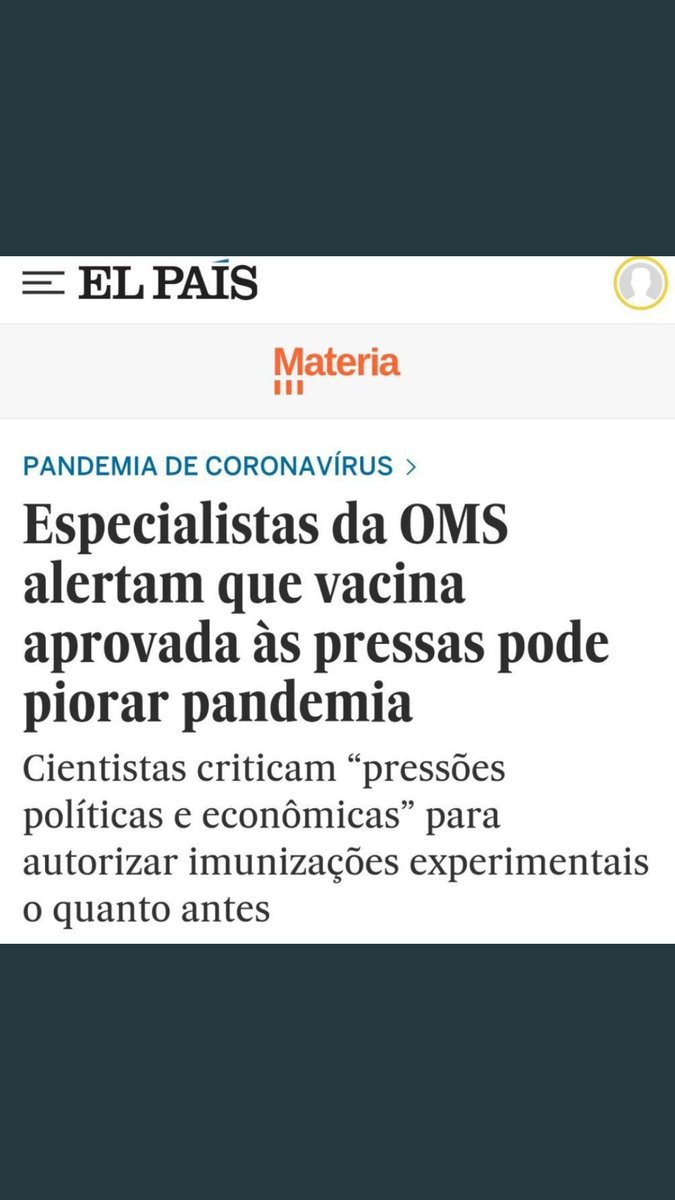 EL PAÍS
Materia
PANDEMIA DE CORONAVÍRUS >
Especialistas da OMS
alertam que vacina
aprovada às pressas pode
piorar pandemia
Cientistas criticam “pressões
políticas e econômicas” para
autorizar imunizações experimentais
o quanto antes